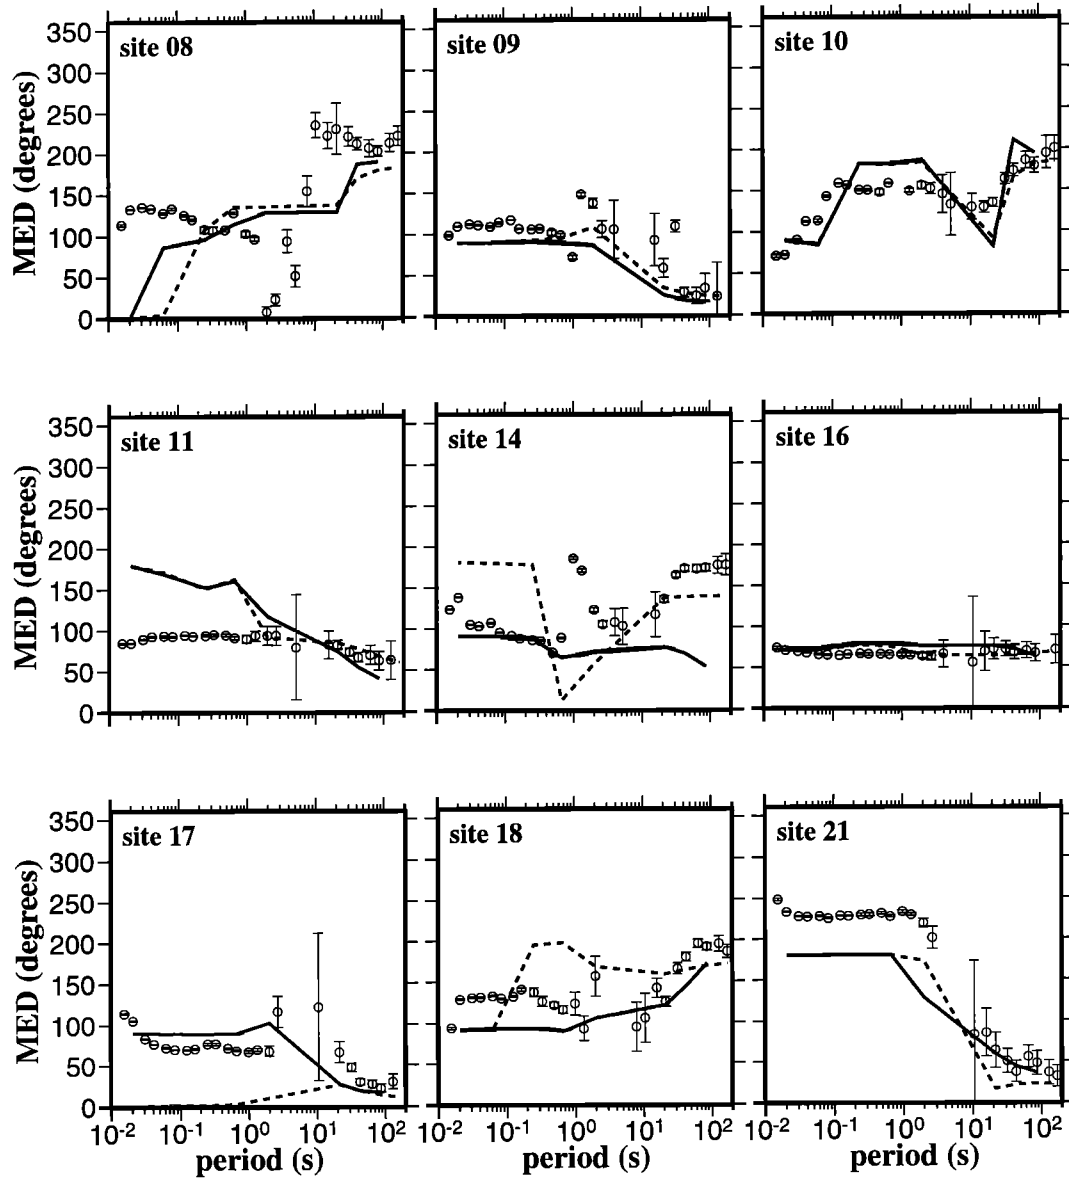 site 08
site 09
site 10
350
300
250
200
150
100
50
0
MED (degrees)
site 11
site 14
site 16
350
300
250
200
150
100
50
0
MED (degrees)
site 17
site 18
site 21
350
300
250
200
150
100
50
0
MED (degrees)
10-2 10-1 100 101 102
10-2 10-1 100 101 102
10-2 10-1 100 101 102
period (s)
period (s)
period (s)